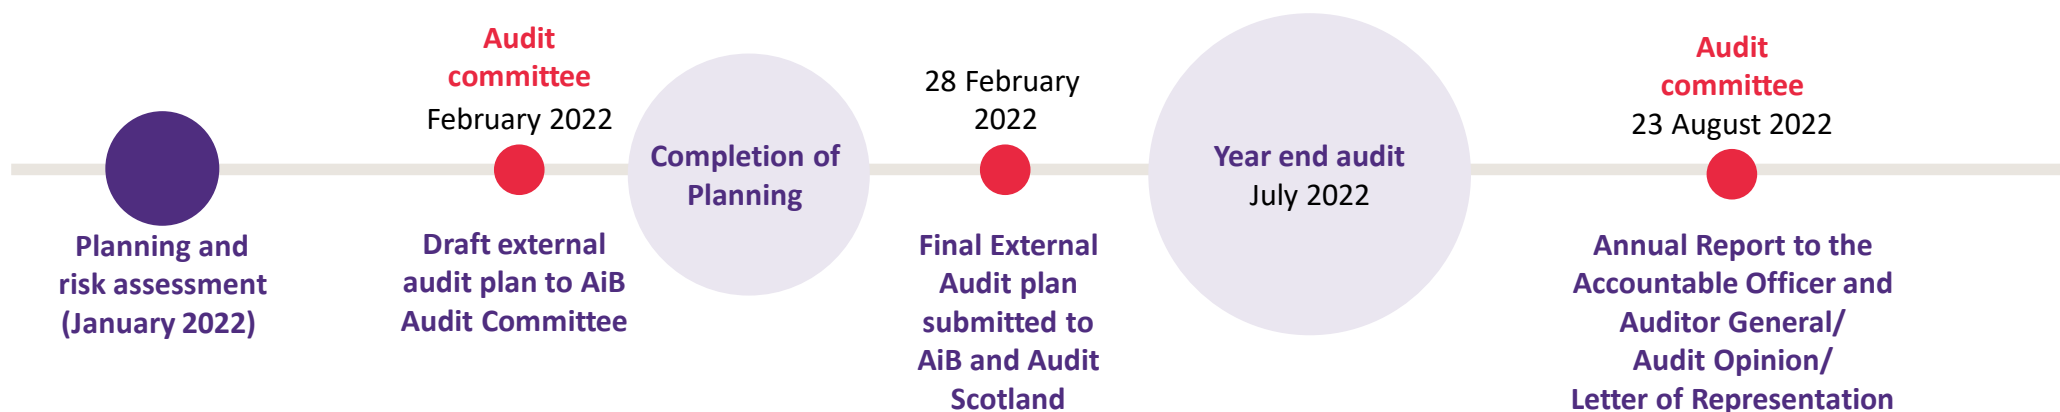 Planning and
risk assessment
(January 2022)
Audit
committee
February 2022
Draft external
audit plan to AiB
Audit Committee
Completion of
Planning
28 February
2022
Final External
Audit plan
submitted to
AiB and Audit
Scotland
Year end audit
July 2022
Audit
committee
23 August 2022
Annual Report to the
Accountable Officer and
Auditor General/
Audit Opinion/
Letter of Representation